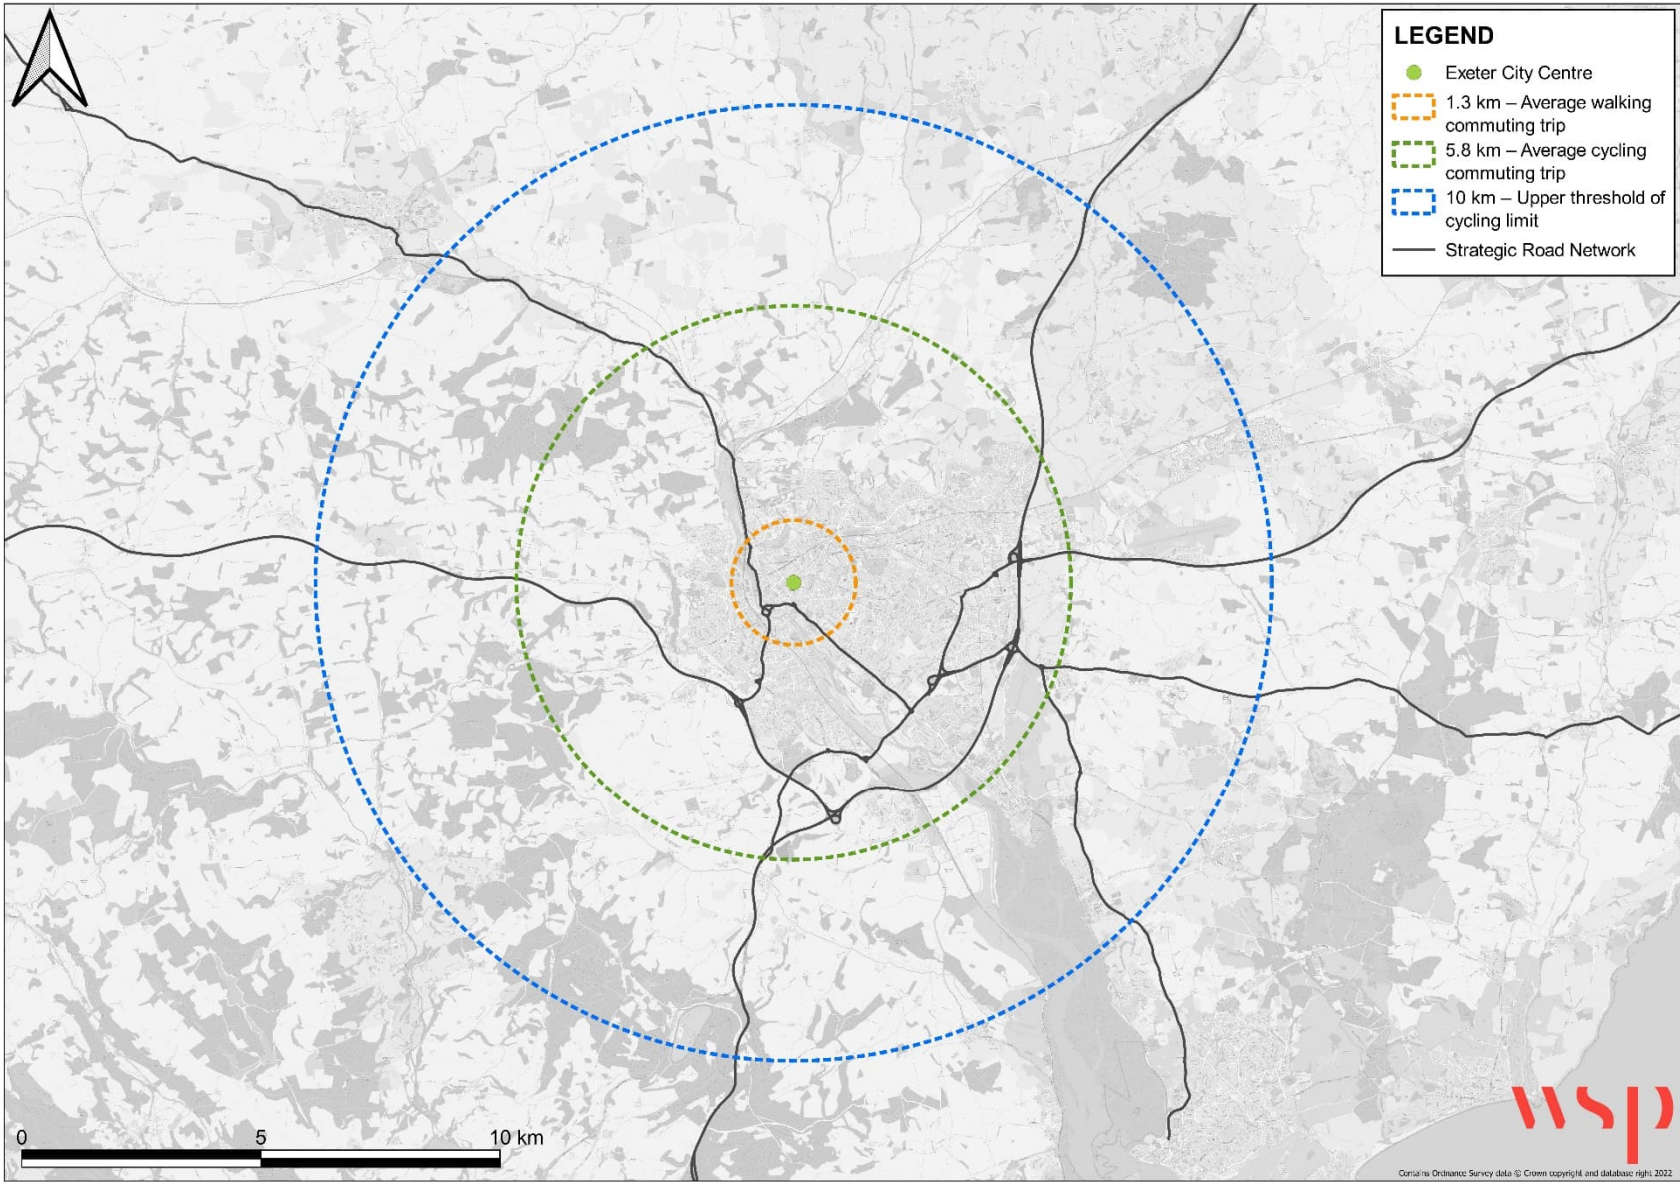 LEGEND
Exeter City Centre
1.3 km – Average walking
commuting trip
5.8 km – Average cycling
commuting trip
10 km – Upper threshold of
cycling limit
Strategic Road Network
0 5 10 km
wsp
Contains Ordnance Survey data © Crown copyright and database right 2022